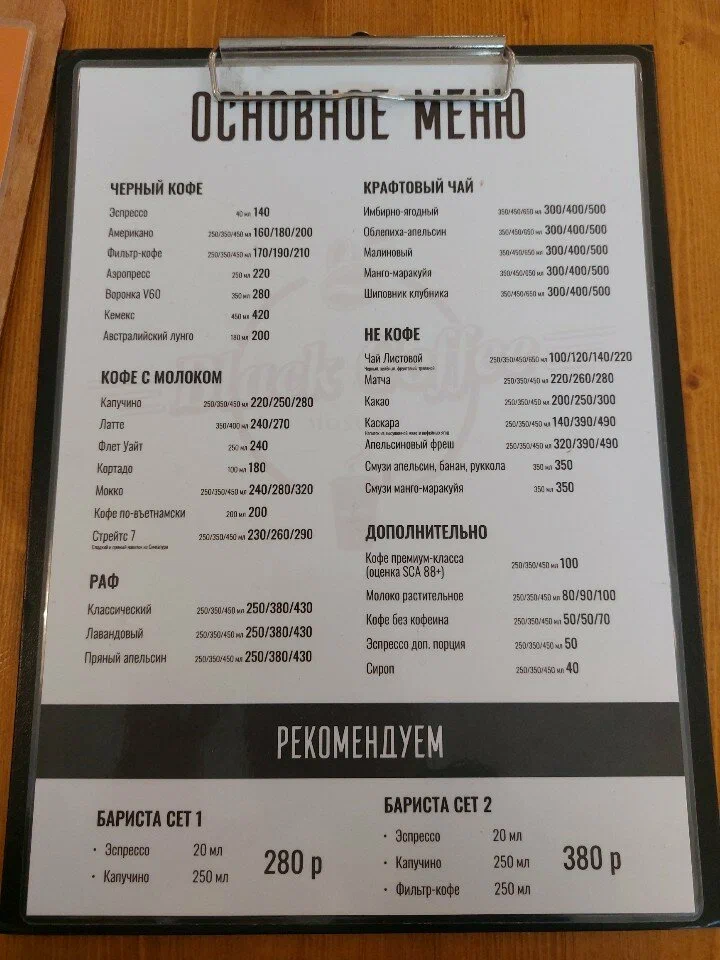 ОСНОВНОЕ МЕНЮ
ЧЕРНЫЙ КОФЕ
Эспрессо 40 мл 140
Американо 250/350/450 мл 160/180/200
Фильтр-кофе 250/350/450 мл 170/190/210
Аэропресс 250 мл 220
Воронка V60 350 мл 280
Кемекс 450 мл 420
Австралийский лунго 180 мл 200
КОФЕ С МОЛОКОМ
Капучино 250/350/450 мл 220/250/280
Латте 350/400 мл 240/270
Флет Уайт 250 мл 240
Кортадо 100 мл 180
Мокко 250/350/450 мл 240/280/320
Кофе по-вьетнамски 200 мл 200
Стрейтс 7 250/350/450 мл 230/260/290
Сладкий и пряный напиток из Сингапура
РАФ
Классический 250/350/450 мл 250/380/430
Лавандовый 250/350/450 мл 250/380/430
Пряный апельсин 250/350/450 мл 250/380/430
КРАФТОВЫЙ ЧАЙ
Имбирно-ягодный 350/450/650 мл 300/400/500
Облепиха-апельсин 350/450/650 мл 300/400/500
Малиновый 350/450/650 мл 300/400/500
Манго-маракуйя 350/450/650 мл 300/400/500
Шиповник клубника 350/450/650 мл 300/400/500
НЕ КОФЕ
Чай Листовой 250/350/450/650 мл 100/120/140/220
Черный, зелёный, фруктовый, травяной
Матча 250/350/450 мл 220/260/280
Какао 250/350/450 мл 200/250/300
Каскара 250/350/450 мл 140/390/490
Апельсиновый фреш 250/350/450 мл 320/390/490
Смузи апельсин, банан, руккола 350 мл 350
Смузи манго-маракуйя 350 мл 350
ДОПОЛНИТЕЛЬНО
Кофе премиум-класса
(оценка SCA 88+) 250/350/450 мл 100
Молоко растительное 250/350/450 мл 80/90/100
Кофе без кофеина 250/350/450 мл 50/50/70
Эспрессо доп. порция 250/350/450 мл 50
Сироп 250/350/450 мл 40
РЕКОМЕНДУЕМ
БАРИСТА СЕТ 1
• Эспрессо 20 мл
• Капучино 250 мл
280 р
БАРИСТА СЕТ 2
• Эспрессо 20 мл
• Капучино 250 мл
• Фильтр-кофе 250 мл
380 р